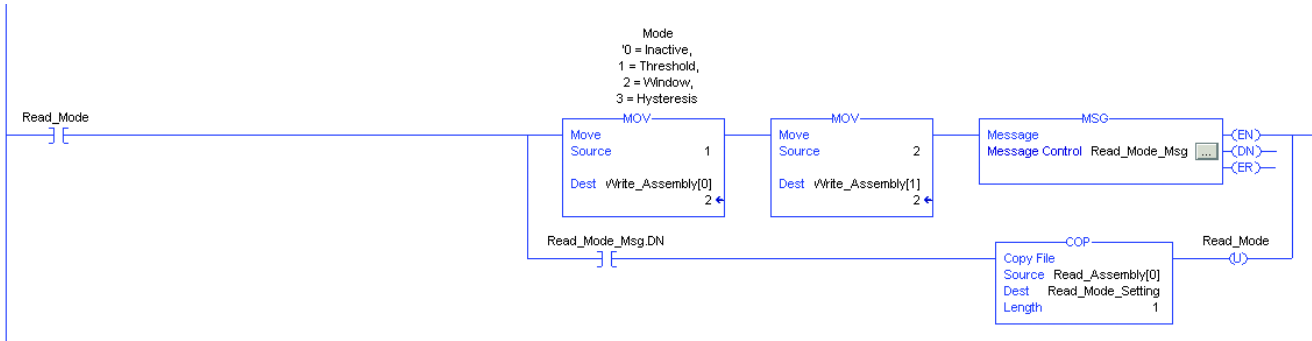 Mode
'0 = Inactive,
1 = Threshold,
2 = Window,
3 = Hysteresis
Read_Mode
MOV
Move
Source 1
Dest Write_Assembly[0]
2
MOV
Move
Source 2
Dest Write_Assembly[1]
2
MSG
Message
Message Control Read_Mode_Msg ...
EN
DN
ER
Read_Mode_Msg.DN
COP
Copy File
Source Read_Assembly[0]
Dest Read_Mode_Setting
Length 1
Read_Mode
U